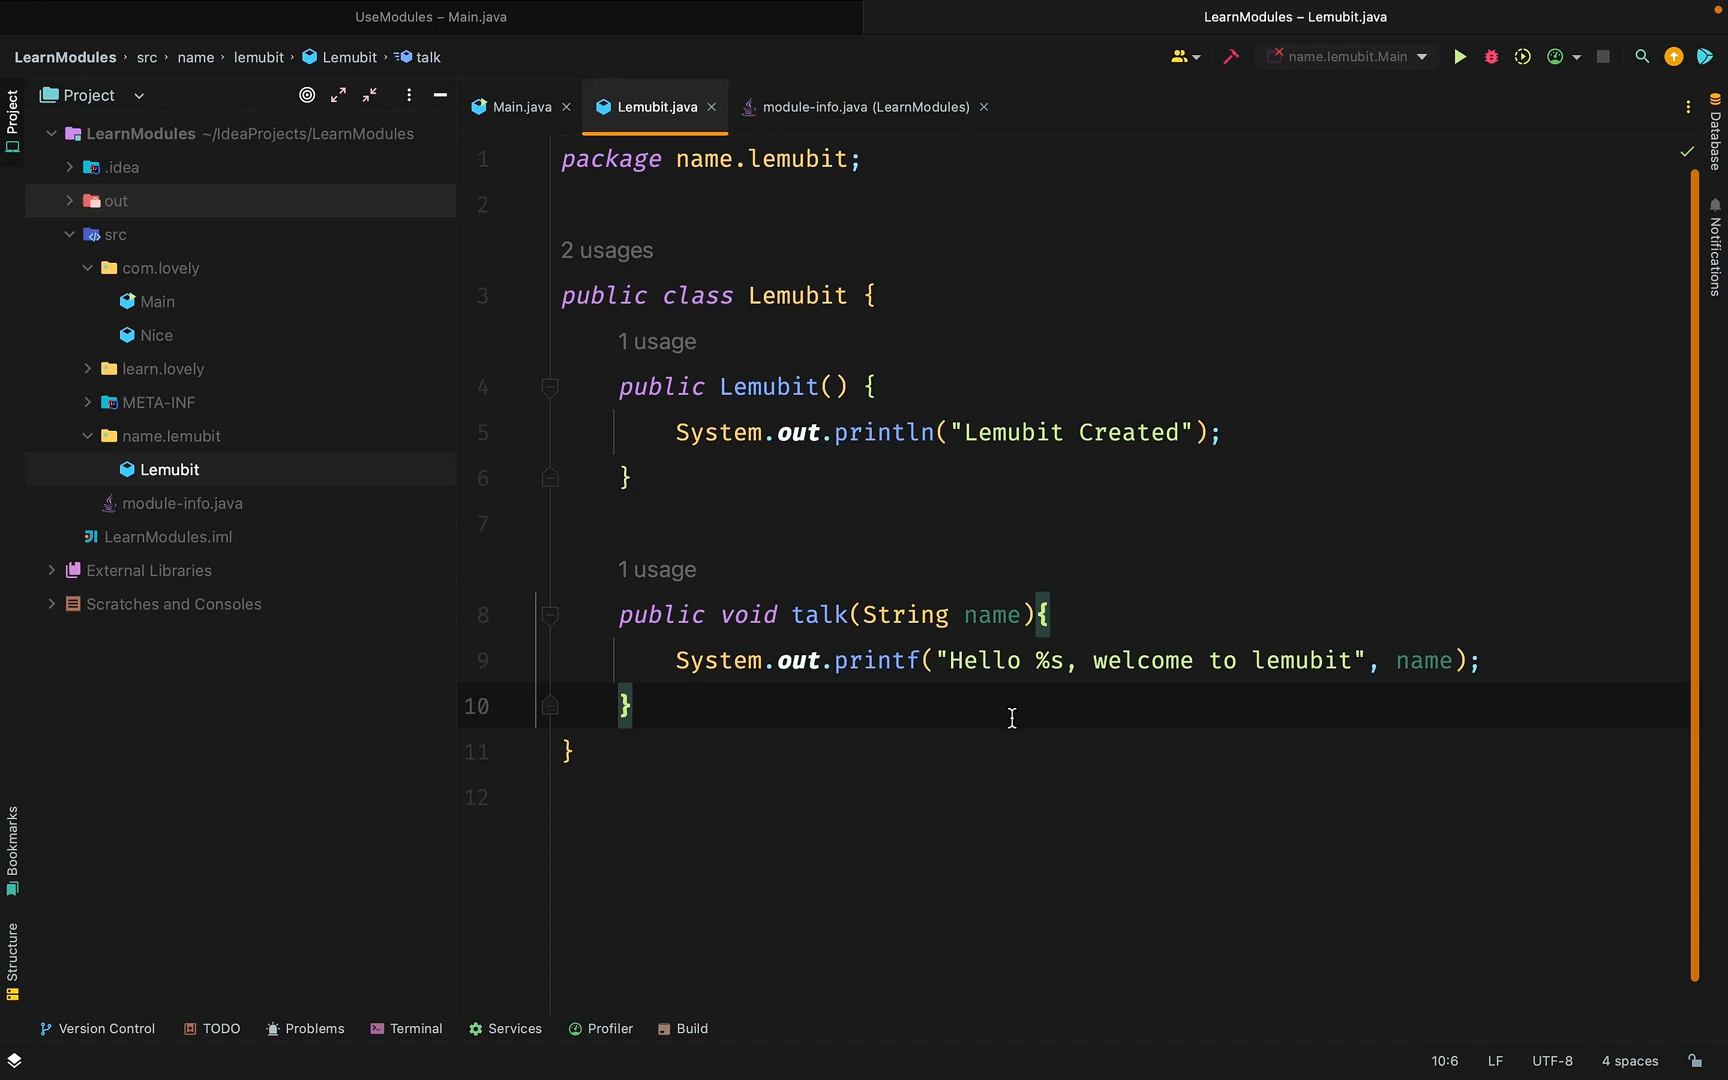 UseModules – Main.java
LearnModules – Lemubit.java
LearnModules › src › name › lemubit › Lemubit › talk
name.lemubit.Main
Project
Project
Main.java
Lemubit.java
module-info.java (LearnModules)
Database
Notifications
LearnModules ~/IdeaProjects/LearnModules
.idea
out
src
com.lovely
Main
Nice
learn.lovely
META-INF
name.lemubit
Lemubit
module-info.java
LearnModules.iml
External Libraries
Scratches and Consoles
1 package name.lemubit;
2
2 usages
3 public class Lemubit {
1 usage
4 public Lemubit() {
5 System.out.println("Lemubit Created");
6 }
7
1 usage
8 public void talk(String name){
9 System.out.printf("Hello %s, welcome to lemubit", name);
10 }
11 }
12
Bookmarks
Structure
Version Control
TODO
Problems
Terminal
Services
Profiler
Build
10:6 LF UTF-8 4 spaces